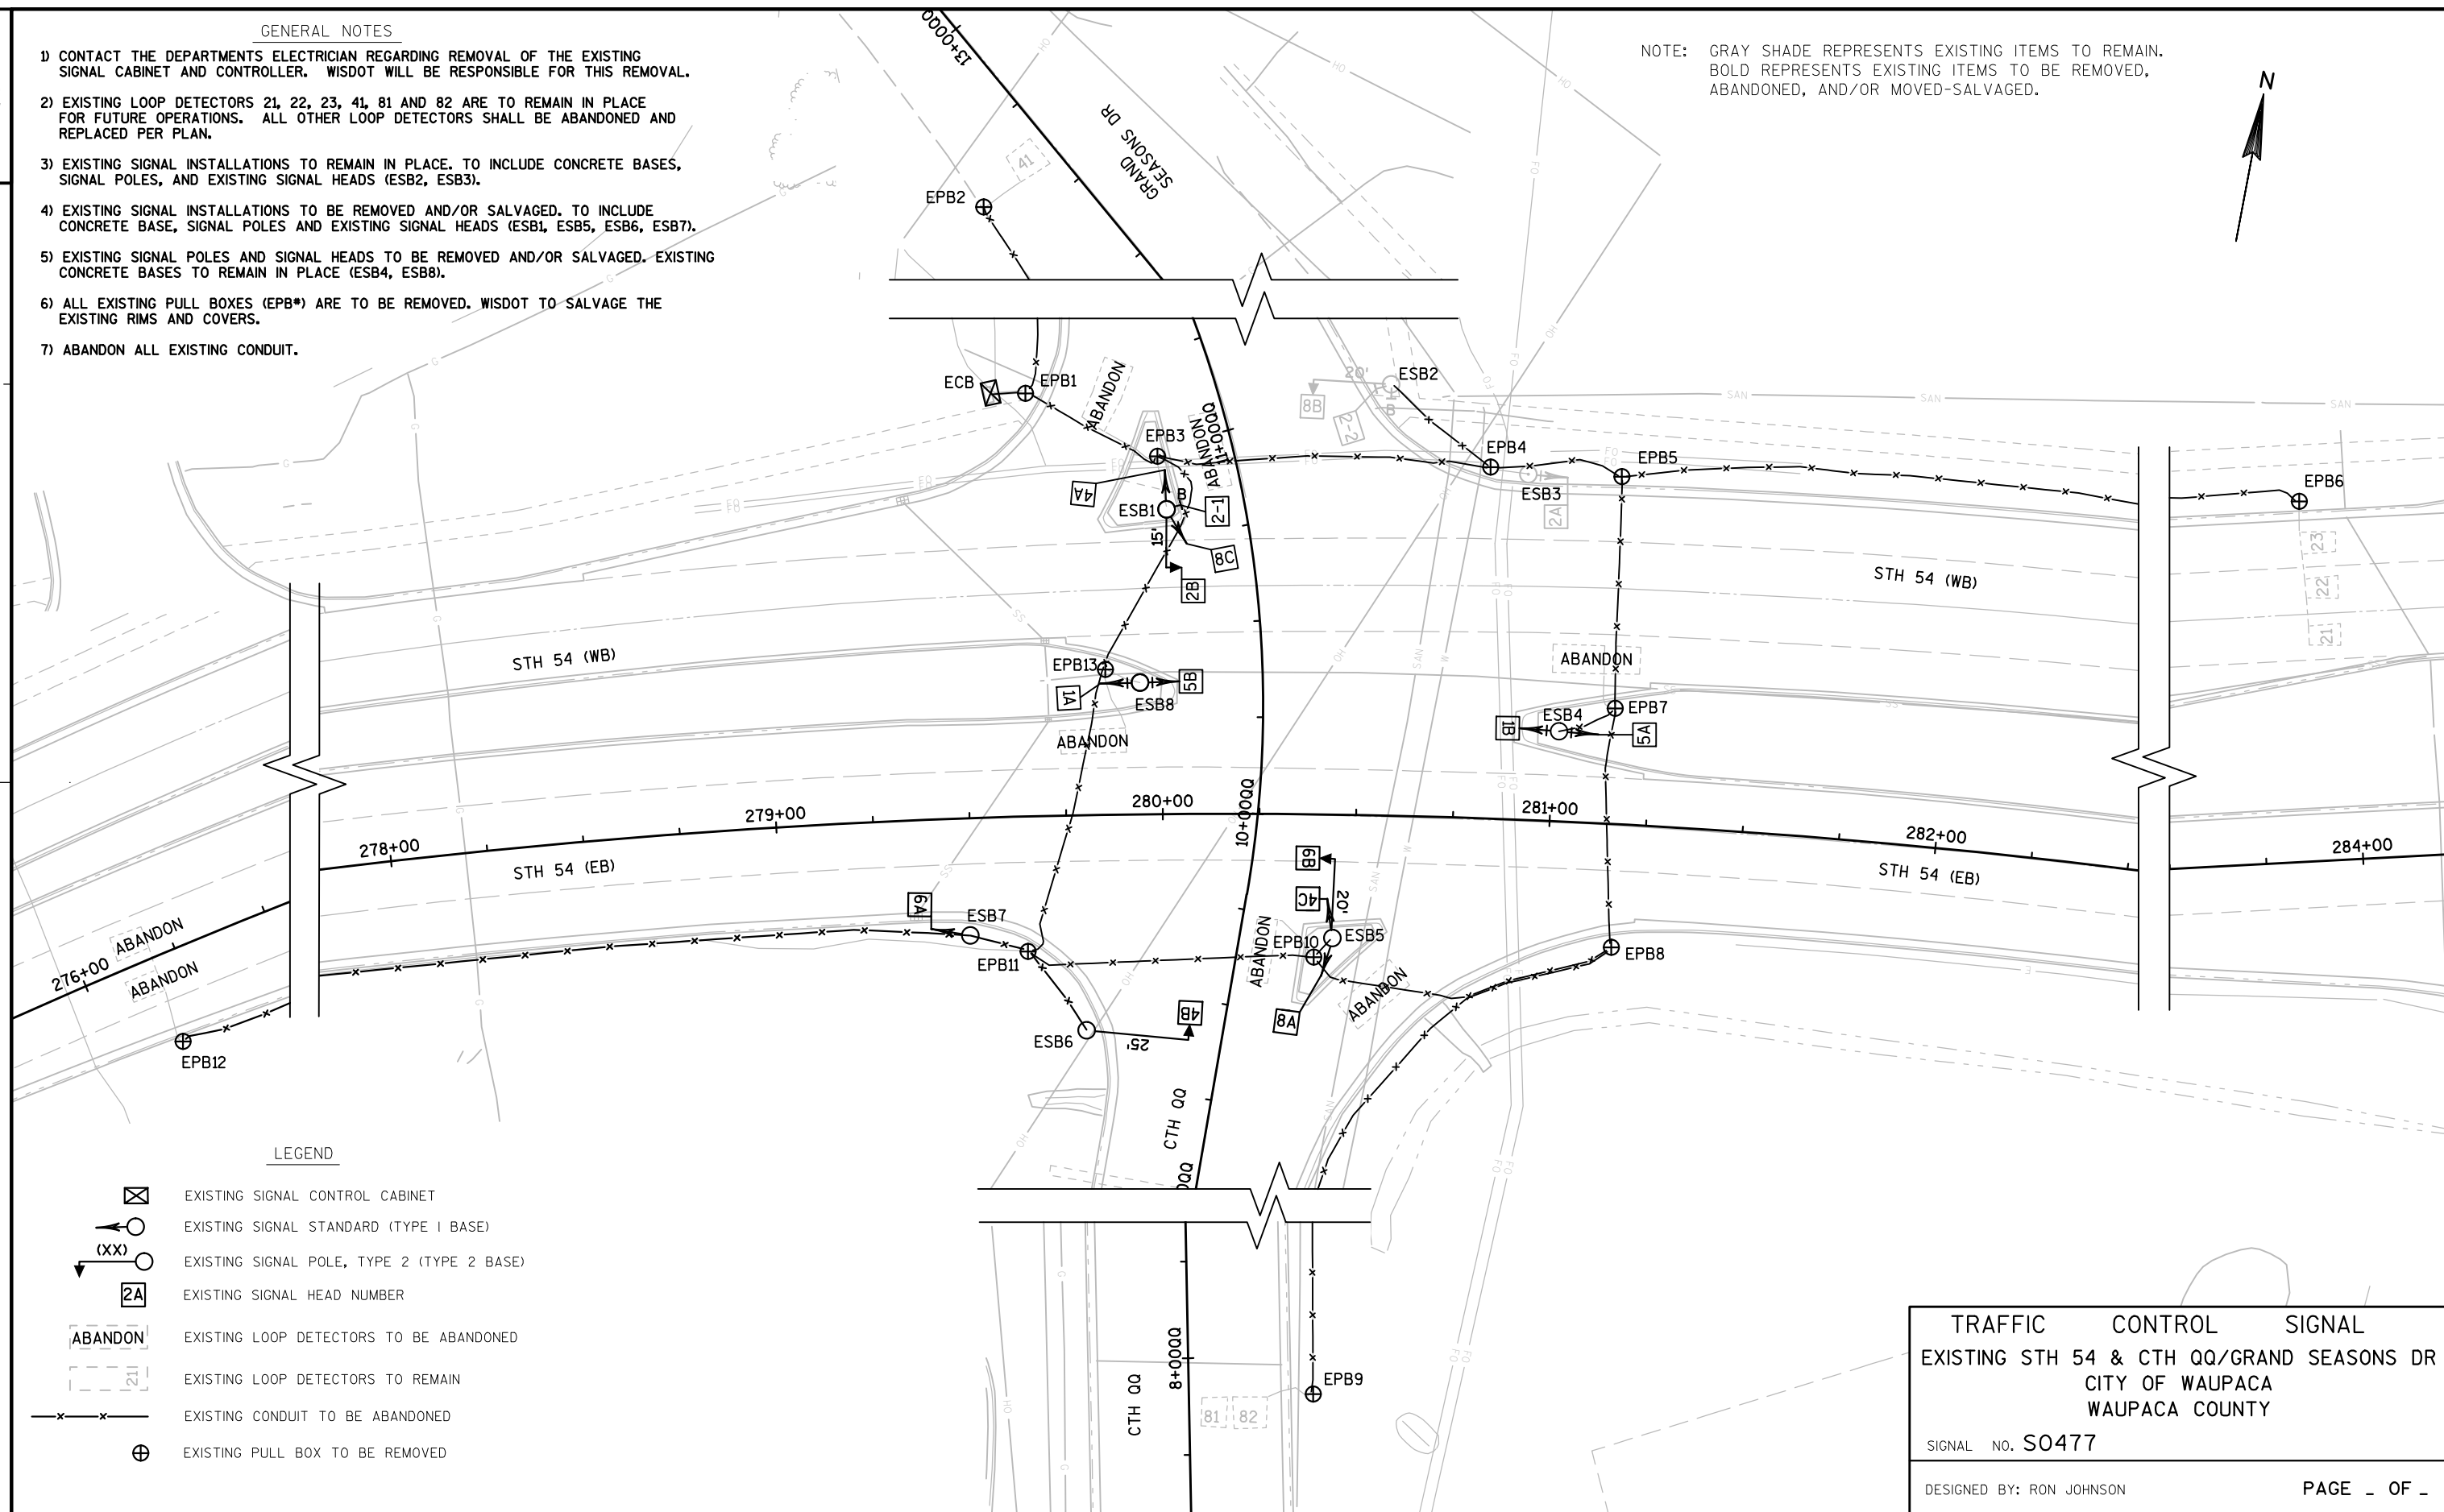 GENERAL NOTES
1) CONTACT THE DEPARTMENTS ELECTRICIAN REGARDING REMOVAL OF THE EXISTING
SIGNAL CABINET AND CONTROLLER. WISDOT WILL BE RESPONSIBLE FOR THIS REMOVAL.
2) EXISTING LOOP DETECTORS 21, 22, 23, 41, 81 AND 82 ARE TO REMAIN IN PLACE
FOR FUTURE OPERATIONS. ALL OTHER LOOP DETECTORS SHALL BE ABANDONED AND
REPLACED PER PLAN.
3) EXISTING SIGNAL INSTALLATIONS TO REMAIN IN PLACE. TO INCLUDE CONCRETE BASES,
SIGNAL POLES, AND EXISTING SIGNAL HEADS (ESB2, ESB3).
4) EXISTING SIGNAL INSTALLATIONS TO BE REMOVED AND/OR SALVAGED. TO INCLUDE
CONCRETE BASE, SIGNAL POLES AND EXISTING SIGNAL HEADS (ESB1, ESB5, ESB6, ESB7).
5) EXISTING SIGNAL POLES AND SIGNAL HEADS TO BE REMOVED AND/OR SALVAGED. EXISTING
CONCRETE BASES TO REMAIN IN PLACE (ESB4, ESB8).
6) ALL EXISTING PULL BOXES (EPB#) ARE TO BE REMOVED. WISDOT TO SALVAGE THE
EXISTING RIMS AND COVERS.
7) ABANDON ALL EXISTING CONDUIT.
NOTE: GRAY SHADE REPRESENTS EXISTING ITEMS TO REMAIN.
BOLD REPRESENTS EXISTING ITEMS TO BE REMOVED,
ABANDONED, AND/OR MOVED-SALVAGED.
N
13+00QQ
GRAND
SEASONS DR
41
EPB2
ECB
EPB1
ABANDON
20'
ESB2
8B
2-2
B
EPB3
ABANDON
11+00QQ
EPB4
EPB5
EPB6
4A
B
ESB1
2-1
ESB3
2A
15'
8C
2B
23
22
21
STH 54 (WB)
STH 54 (WB)
EPB13
1A
5B
ESB8
ABANDON
ABANDON
EPB7
ESB4
1B
5A
278+00
279+00
280+00
10+00QQ
281+00
282+00
284+00
STH 54 (EB)
STH 54 (EB)
6B
4C
20'
6A
ESB7
ESB5
EPB10
EPB11
ABANDON
ABANDON
EPB8
8A
4B
25'
ESB6
276+00
ABANDON
ABANDON
EPB12
CTH QQ
QQ
8+00QQ
CTH QQ
81
82
EPB9
LEGEND
EXISTING SIGNAL CONTROL CABINET
EXISTING SIGNAL STANDARD (TYPE 1 BASE)
(XX)
EXISTING SIGNAL POLE, TYPE 2 (TYPE 2 BASE)
2A EXISTING SIGNAL HEAD NUMBER
ABANDON EXISTING LOOP DETECTORS TO BE ABANDONED
21 EXISTING LOOP DETECTORS TO REMAIN
EXISTING CONDUIT TO BE ABANDONED
EXISTING PULL BOX TO BE REMOVED
TRAFFIC CONTROL SIGNAL
EXISTING STH 54 & CTH QQ/GRAND SEASONS DR
CITY OF WAUPACA
WAUPACA COUNTY
SIGNAL NO. S0477
DESIGNED BY: RON JOHNSON
PAGE _ OF _